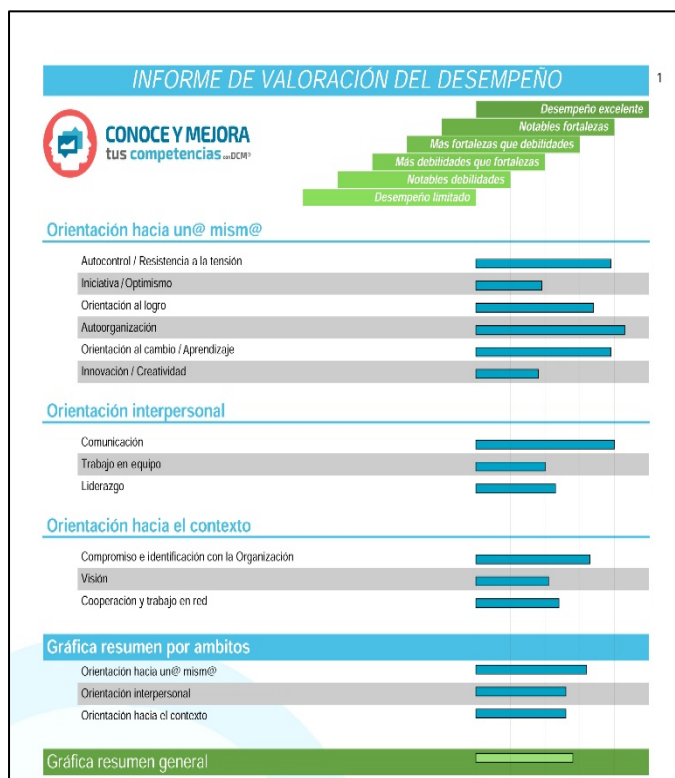 INFORME DE VALORACIÓN DEL DESEMPEÑO
1
CONOCE Y MEJORA
tus competencias con DCM®
Desempeño excelente
Notables fortalezas
Mas fortalezas que debilidades
Más debilidades que fortalezas
Notables debilidades
Desempeño limitado
Orientación hacia un@ mism@
Autocontrol / Resistencia a la tensión
Iniciativa / Optimismo
Orientación al logro
Autoorganización
Orientación al cambio / Aprendizaje
Innovación / Creatividad
Orientación interpersonal
Comunicación
Trabajo en equipo
Liderazgo
Orientación hacia el contexto
Compromiso e identificación con la Organización
Visión
Cooperación y trabajo en red
Gráfica resumen por ambitos
Orientación hacia un@ mism@
Orientación interpersonal
Orientación hacia el contexto
Gráfica resumen general